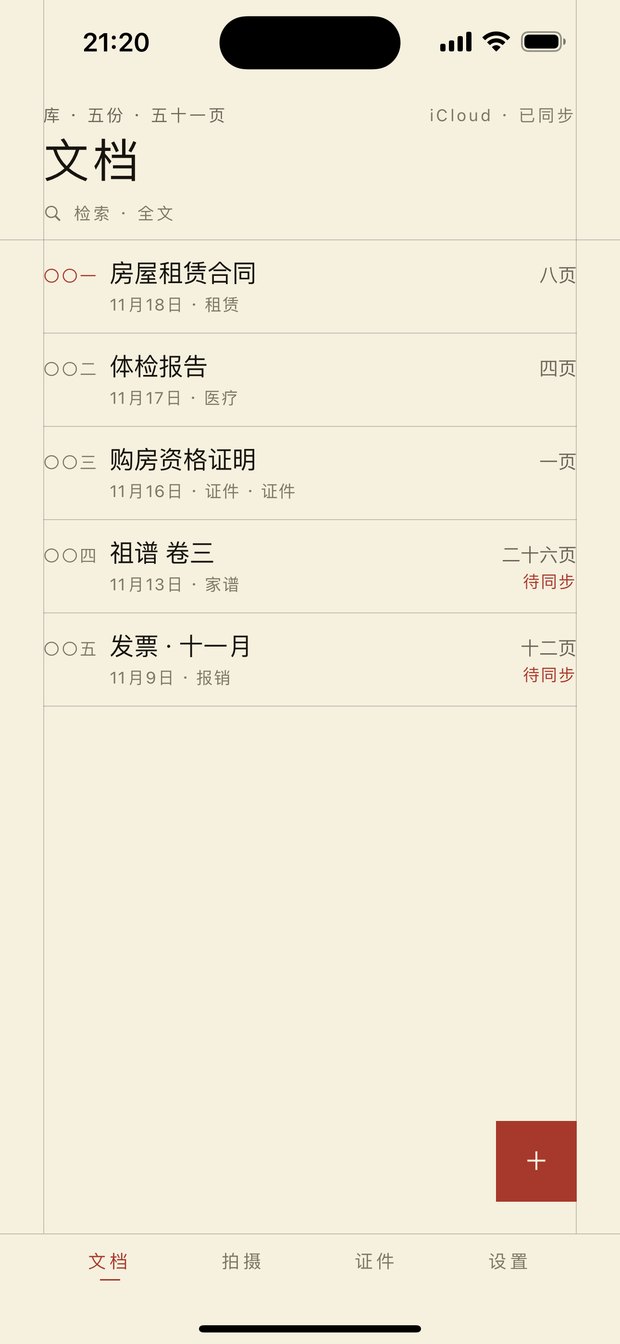 21:20
库 · 五份 · 五十一页
iCloud · 已同步
文档
检索 · 全文
〇〇一 房屋租赁合同 八页
11月18日 · 租赁
〇〇二 体检报告 四页
11月17日 · 医疗
〇〇三 购房资格证明 一页
11月16日 · 证件 · 证件
〇〇四 祖谱 卷三 二十六页
11月13日 · 家谱 待同步
〇〇五 发票 · 十一月 十二页
11月9日 · 报销 待同步
文档 拍摄 证件 设置